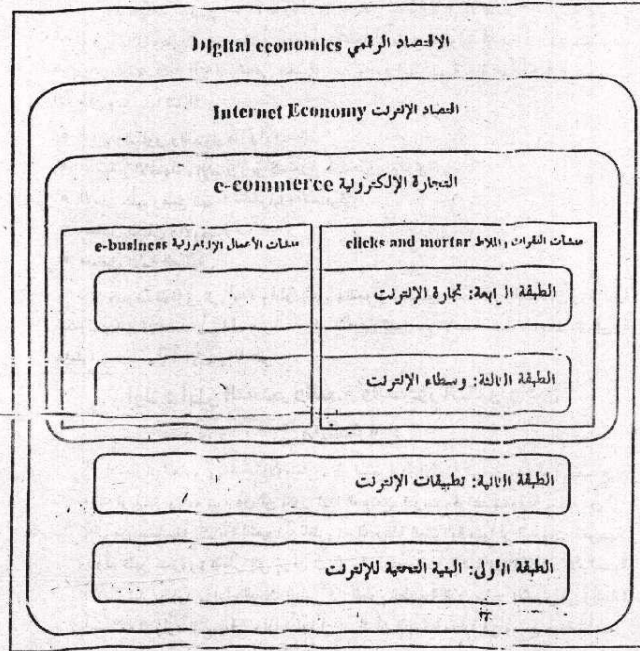 الاقتصاد الرقمي Digital economics
اقتصاد الإنترنت Internet Economy
التجارة الإلكترونية e-commerce
منشآت النقرات والملاط clicks and mortar
منشآت الأعمال الإلكترونية e-business
الطبقة الرابعة: تجارة الإنترنت
الطبقة الثالثة: وسطاء الإنترنت
الطبقة الثانية: تطبيقات الإنترنت
الطبقة الأولى: البنية التحتية للإنترنت